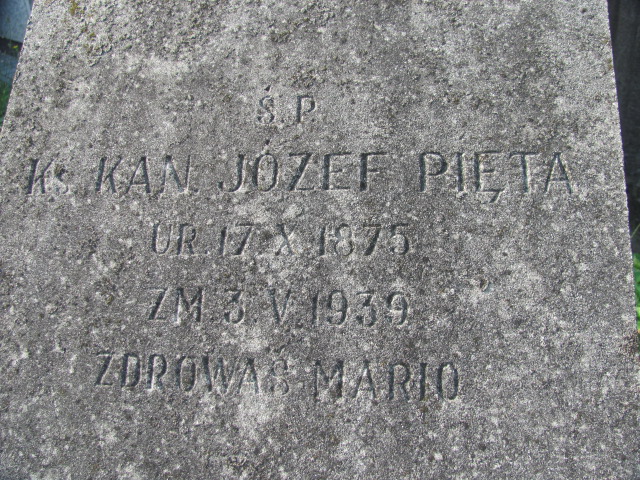 Ś.P.
Ks. KAN. JÓZEF PIĘTA
UR. 17 X 1875
ZM. 3 V 1939
ZDROWAŚ MARIO